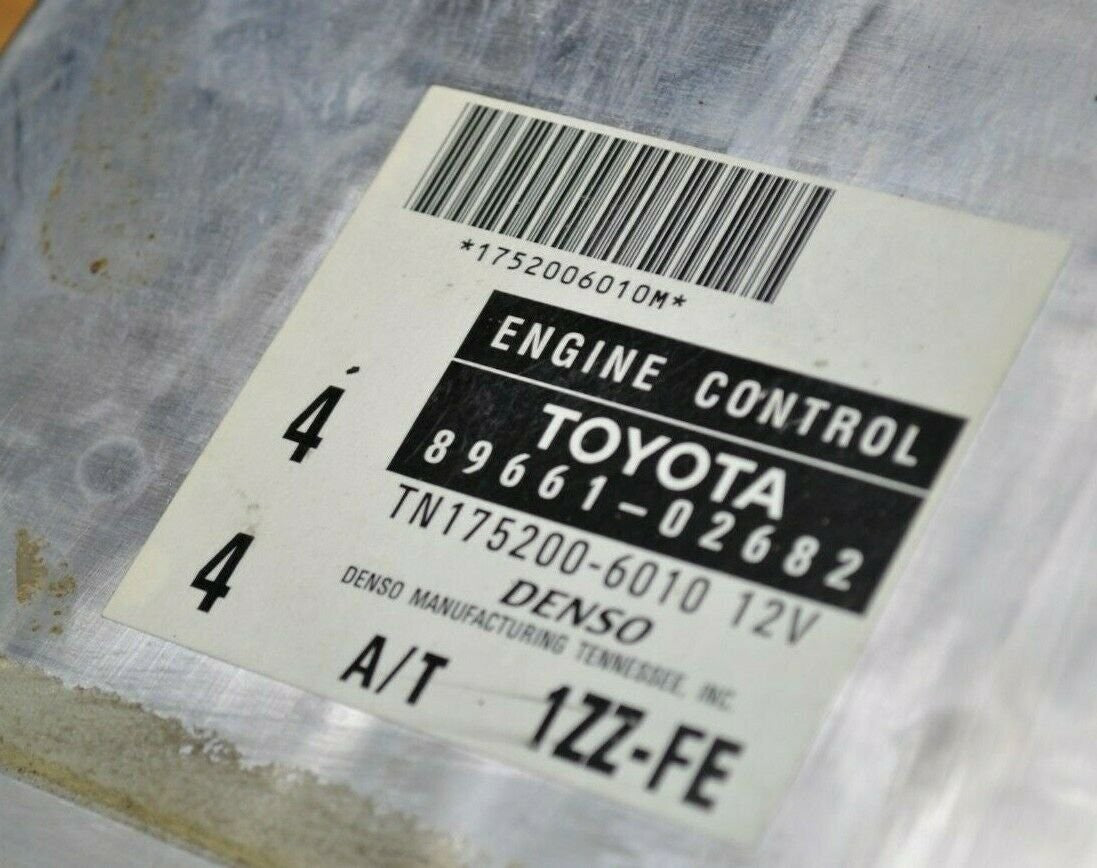 *1752006010M*
ENGINE CONTROL
TOYOTA
89661-02682
TN175200-6010 12V
DENSO
DENSO MANUFACTURING TENNESSEE, INC.
4
4
A/T 1ZZ-FE